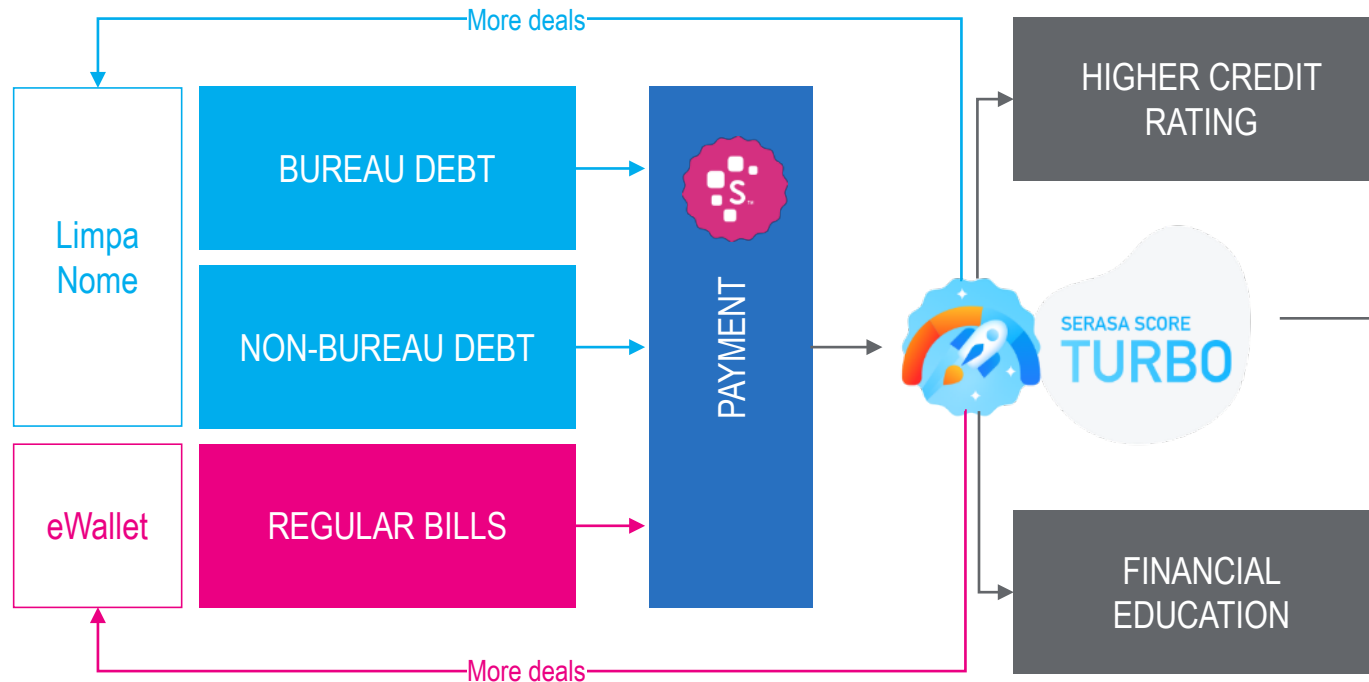 More deals
Limpa
Nome
BUREAU DEBT
NON-BUREAU DEBT
eWallet
REGULAR BILLS
S
PAYMENT
SERASA SCORE
TURBO
HIGHER CREDIT
RATING
FINANCIAL
EDUCATION
More deals